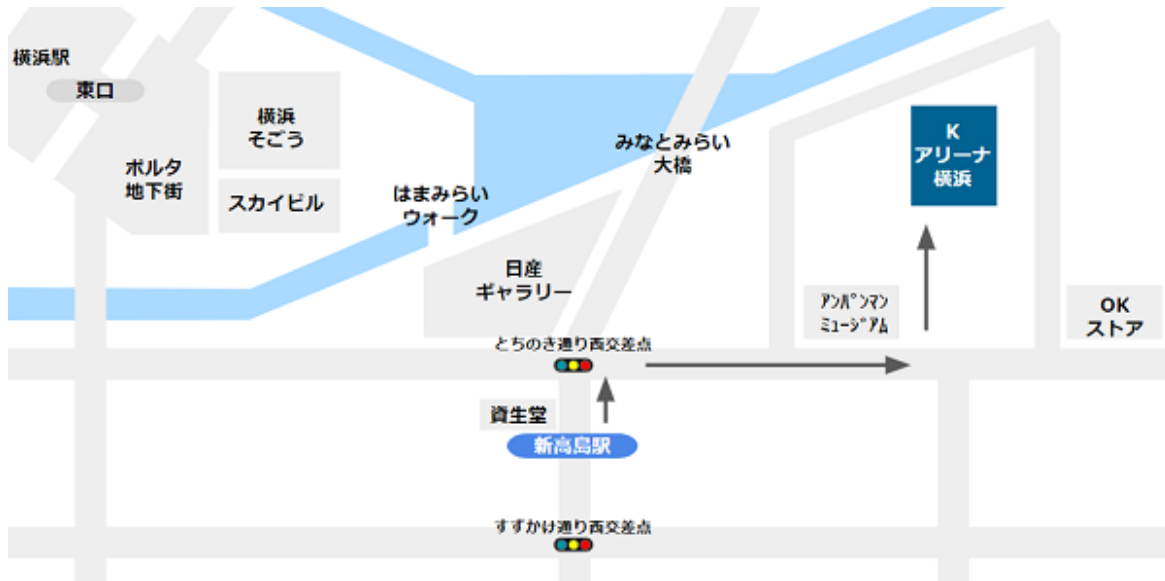 横浜駅
東口
横浜
そごう
ポルタ
地下街
スカイビル
はまみらい
ウォーク
みなとみらい
大橋
K
アリーナ
横浜
日産
ギャラリー
ｱﾝﾊﾟﾝﾏﾝ
ﾐｭｰｼﾞｱﾑ
OK
ストア
とちのき通り西交差点
資生堂
新高島駅
すずかけ通り西交差点